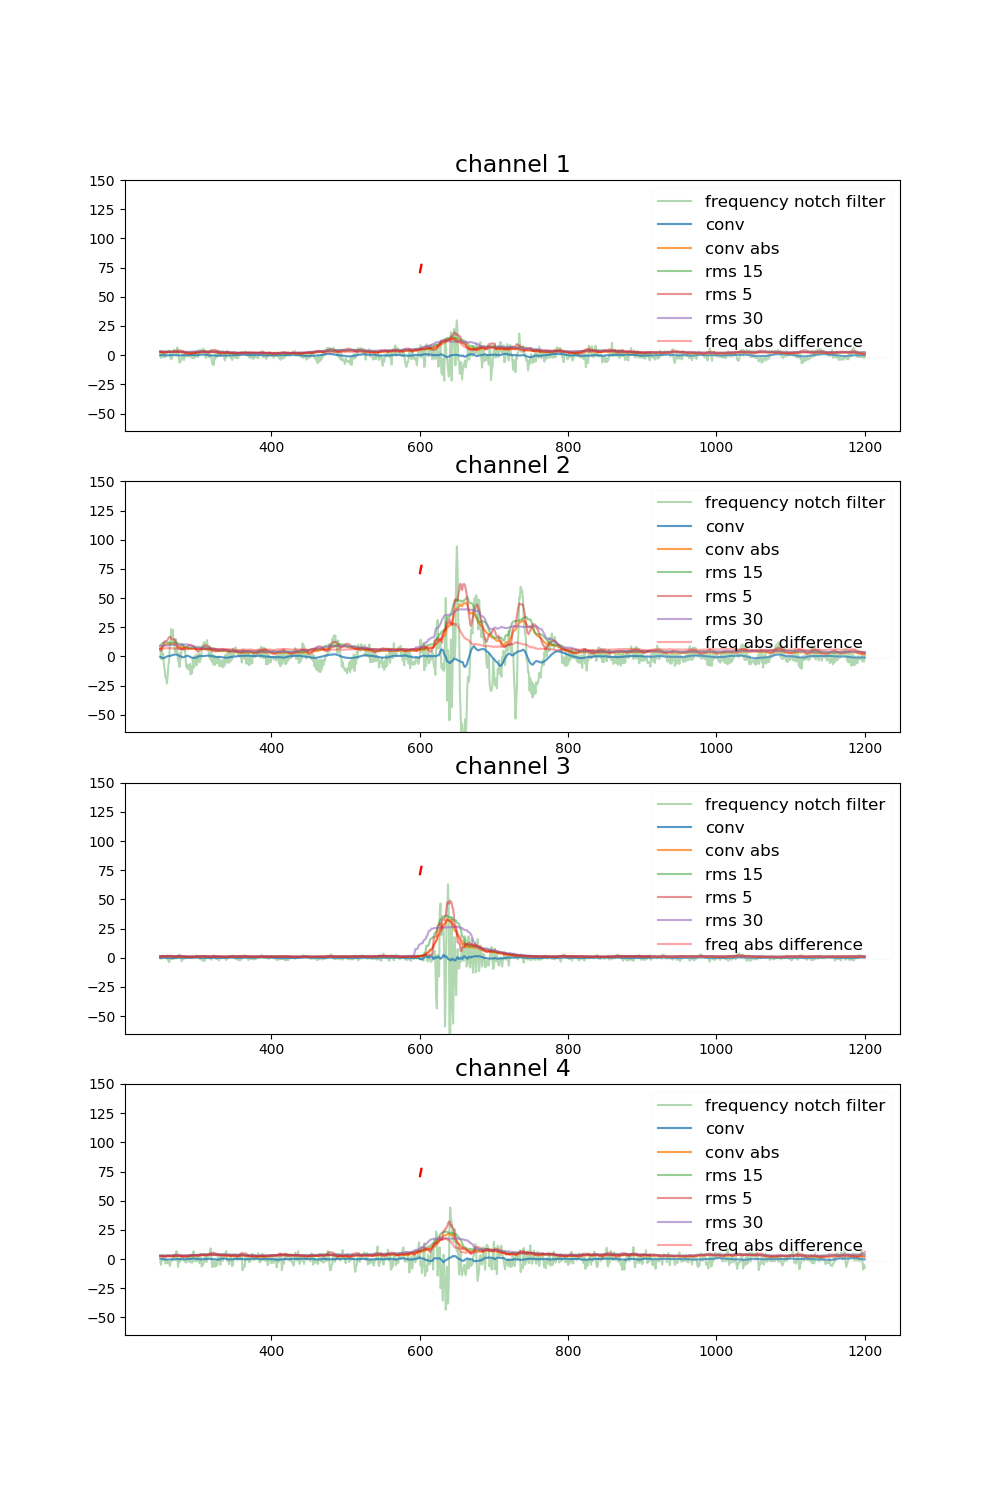 channel 1
150
125
100
75
50
25
0
−25
−50
frequency notch filter
conv
conv abs
rms 15
rms 5
rms 30
freq abs difference
400 600 800 1000 1200
channel 2
150
125
100
75
50
25
0
−25
−50
frequency notch filter
conv
conv abs
rms 15
rms 5
rms 30
freq abs difference
400 600 800 1000 1200
channel 3
150
125
100
75
50
25
0
−25
−50
frequency notch filter
conv
conv abs
rms 15
rms 5
rms 30
freq abs difference
400 600 800 1000 1200
channel 4
150
125
100
75
50
25
0
−25
−50
frequency notch filter
conv
conv abs
rms 15
rms 5
rms 30
freq abs difference
400 600 800 1000 1200